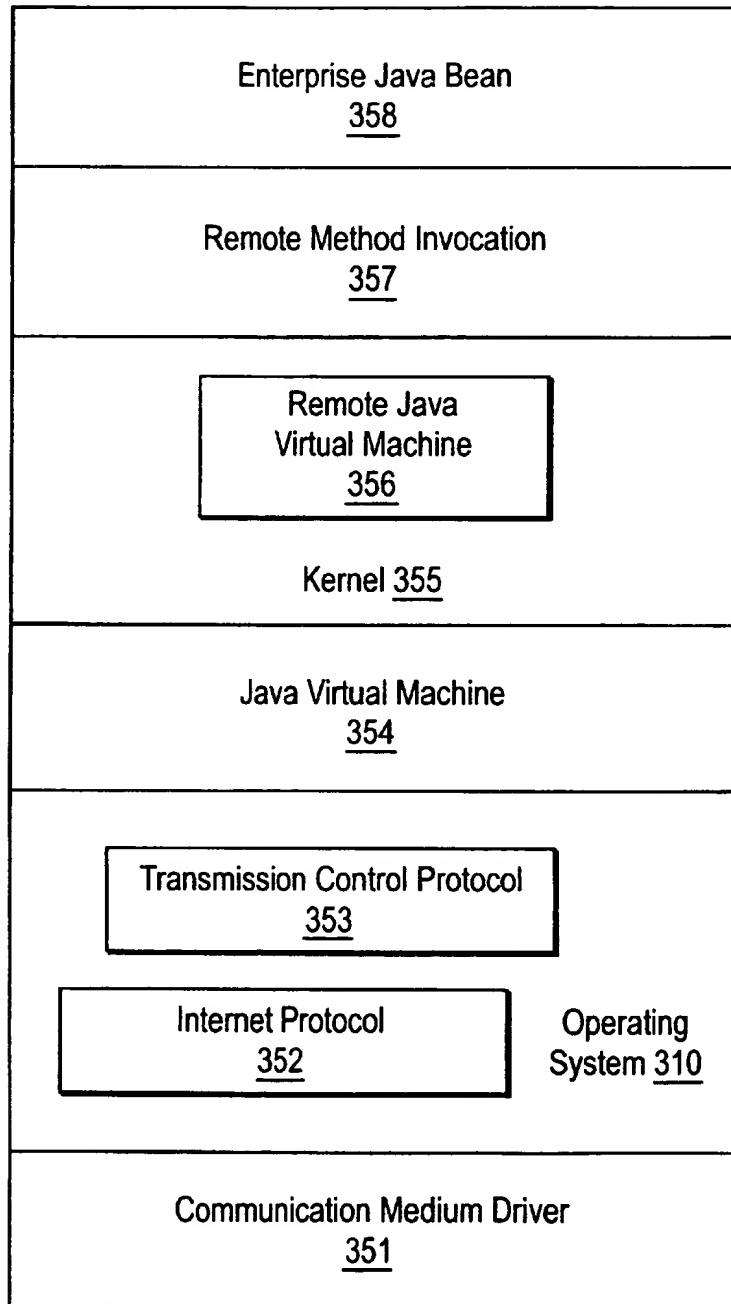 Enterprise Java Bean
358
Remote Method Invocation
357
Remote Java
Virtual Machine
356
Kernel 355
Java Virtual Machine
354
Transmission Control Protocol
353
Internet Protocol
352
Operating
System 310
Communication Medium Driver
351